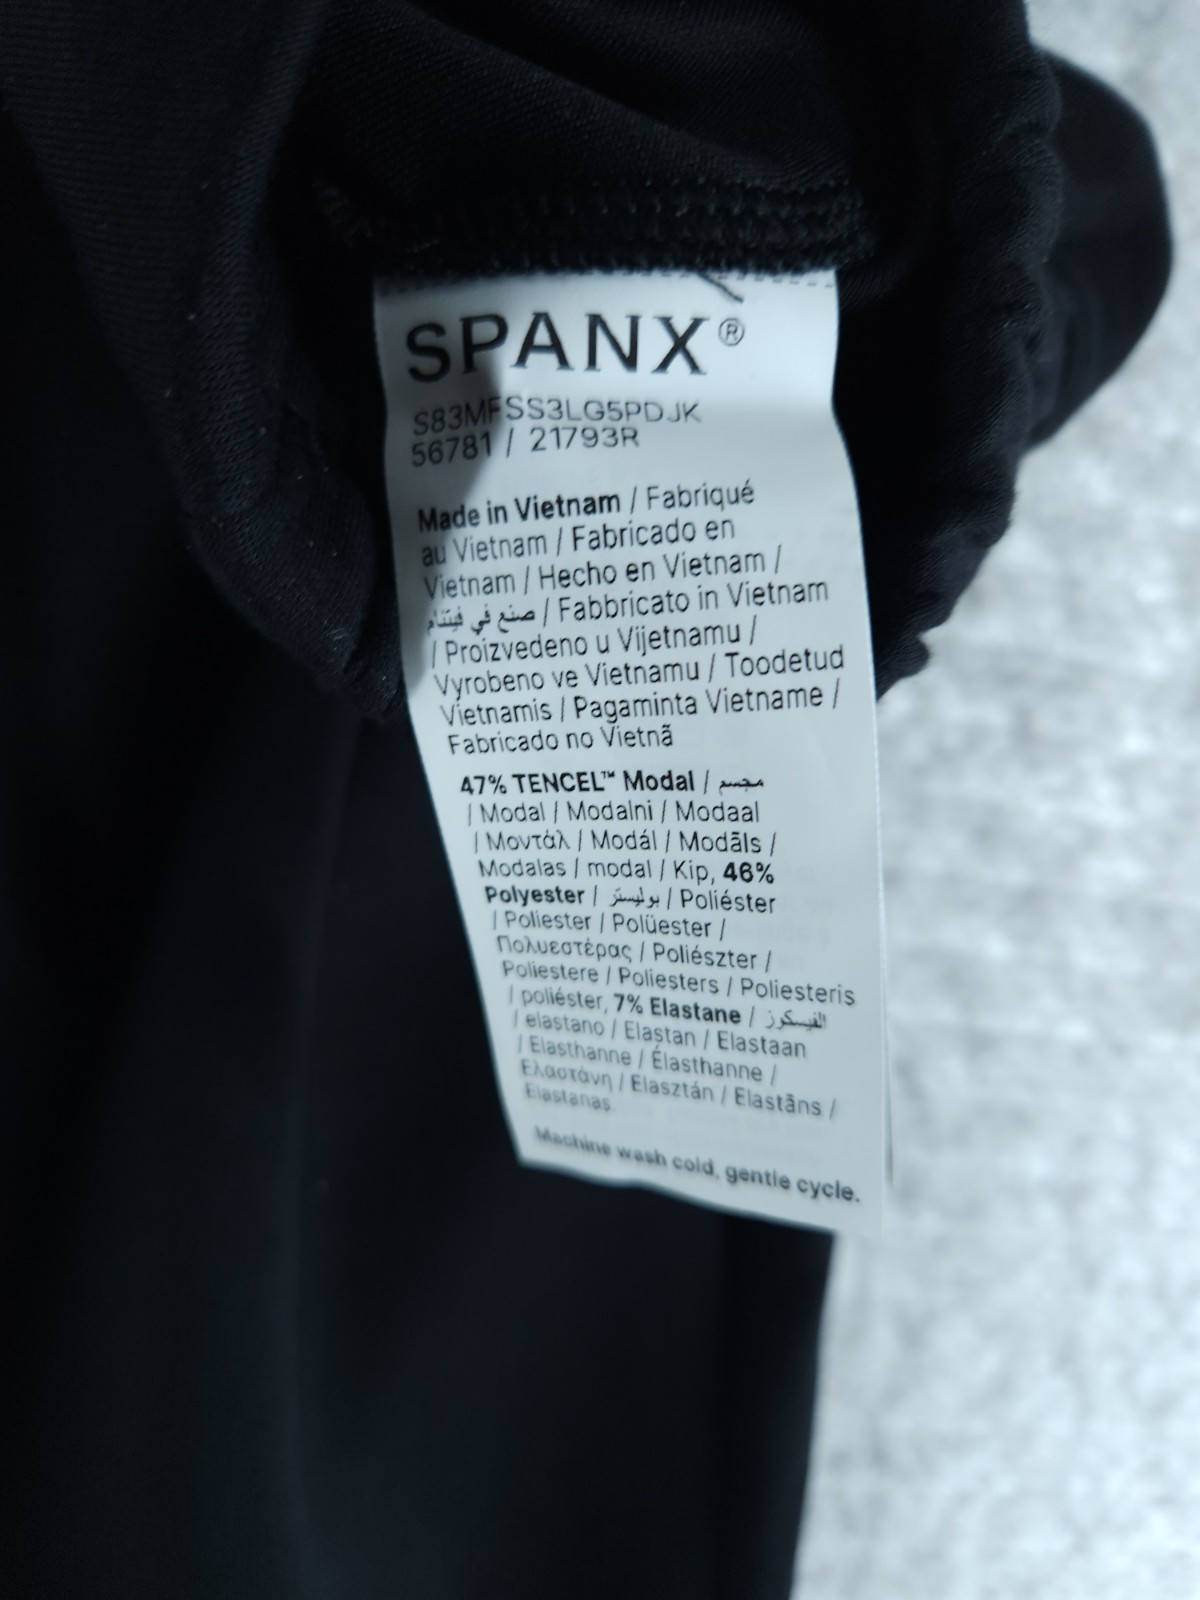 SPANX®
S83MFSS3LG5PDJK
56781 / 21793R
Made in Vietnam / Fabriqué
au Vietnam / Fabricado en
Vietnam / Hecho en Vietnam /
صنع في فيتنام / Fabbricato in Vietnam
/ Proizvedeno u Vijetnamu /
Vyrobeno ve Vietnamu / Toodetud
Vietnamis / Pagaminta Vietname /
Fabricado no Vietnã
47% TENCEL™ Modal / مجسم
/ Modal / Modalni / Modaal
/ Μοντάλ / Modál / Modāls /
Modalas / modal / Kip, 46%
Polyester / بوليستر / Poliéster
/ Poliester / Polüester /
Πολυεστέρας / Poliészter /
Poliestere / Poliesters / Poliesteris
/ poliéster, 7% Elastane / الفيسكوز
/ elastano / Elastan / Elastaan
/ Elasthanne / Élasthanne /
Ελαστάνη / Elasztán / Elastāns /
Elastanas
Machine wash cold, gentle cycle.